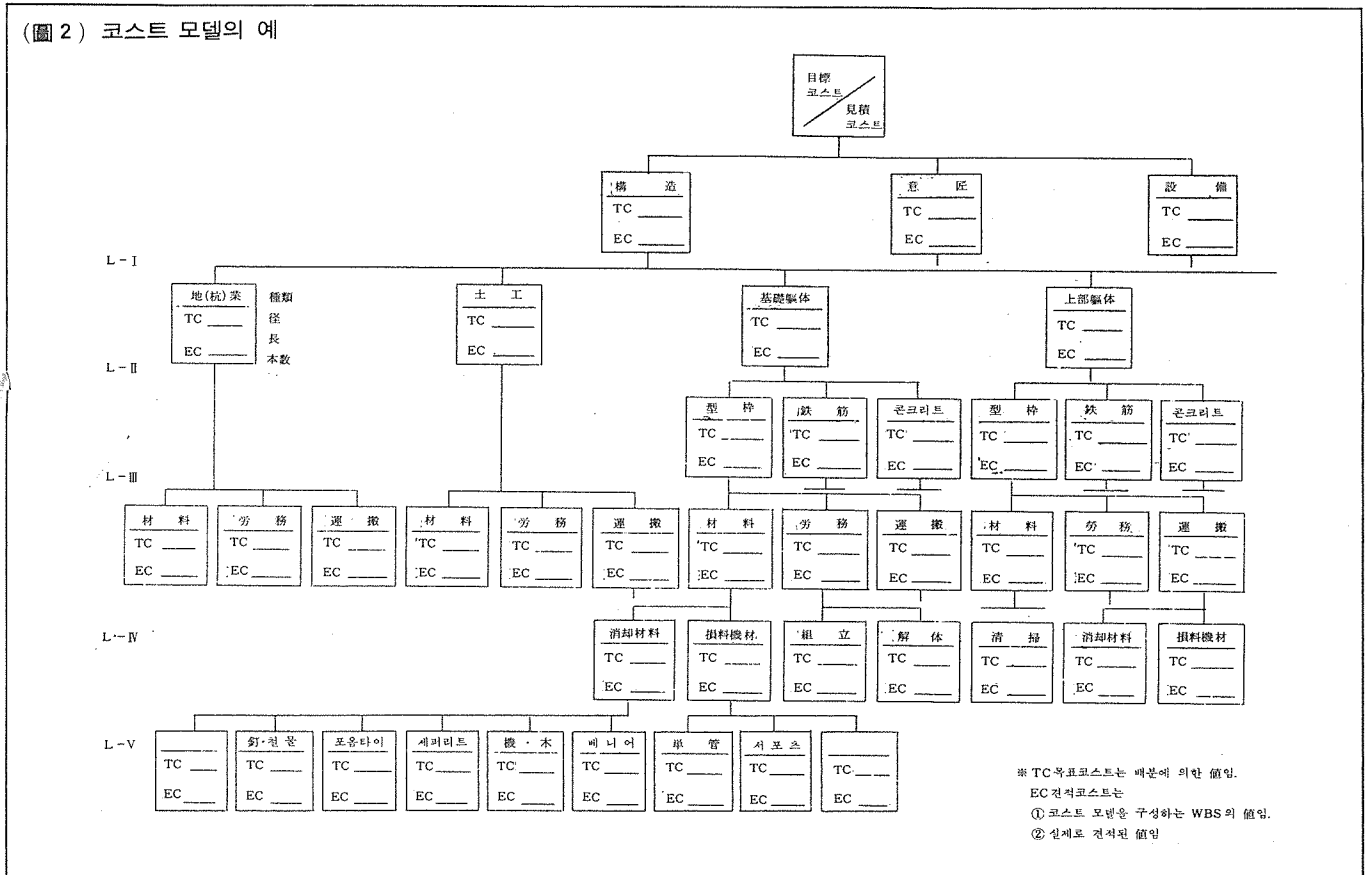 (圖 2) 코스트 모델의 예
目標
코스트
見積
코스트
構 造
TC
EC
意 匠
TC
EC
設 備
TC
EC
L-Ⅰ
地(杭)業
TC
EC
種類
径
長
本数
土 工
TC
EC
基礎軀体
TC
EC
上部軀体
TC
EC
L-Ⅱ
型 枠
TC
EC
鉄 筋
TC
EC
콘크리트
TC
EC
型 枠
TC
EC
鉄 筋
TC
EC
콘크리트
TC
EC
L-Ⅲ
材 料
TC
EC
労 務
TC
EC
運 搬
TC
EC
材 料
TC
EC
労 務
TC
EC
運 搬
TC
EC
材 料
TC
EC
労 務
TC
EC
運 搬
TC
EC
材 料
TC
EC
労 務
TC
EC
運 搬
TC
EC
L-Ⅳ
消却材料
TC
EC
損料機材
TC
EC
組 立
TC
EC
解 体
TC
EC
清 掃
TC
EC
消却材料
TC
EC
損料機材
TC
EC
L-Ⅴ
TC
EC
釘·철물
TC
EC
포옴타이
TC
EC
세퍼리트
TC
EC
機·木
TC
EC
베니어
TC
EC
単 管
TC
EC
서포츠
TC
EC
TC
EC
※ TC 목표코스트는 배분에 의한 値임.
EC 견적코스트는
① 코스트 모델을 구성하는 WBS의 値임.
② 실제로 견적된 値임